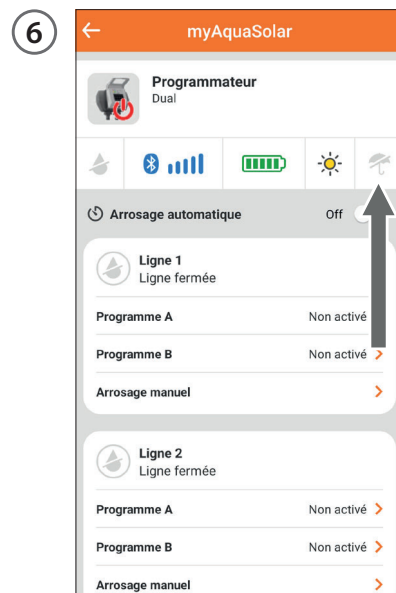 6
myAquaSolar
Programmateur
Dual
Arrosage automatique Off
Ligne 1
Ligne fermée
Programme A Non activé
Programme B Non activé
Arrosage manuel
Ligne 2
Ligne fermée
Programme A Non activé
Programme B Non activé
Arrosage manuel